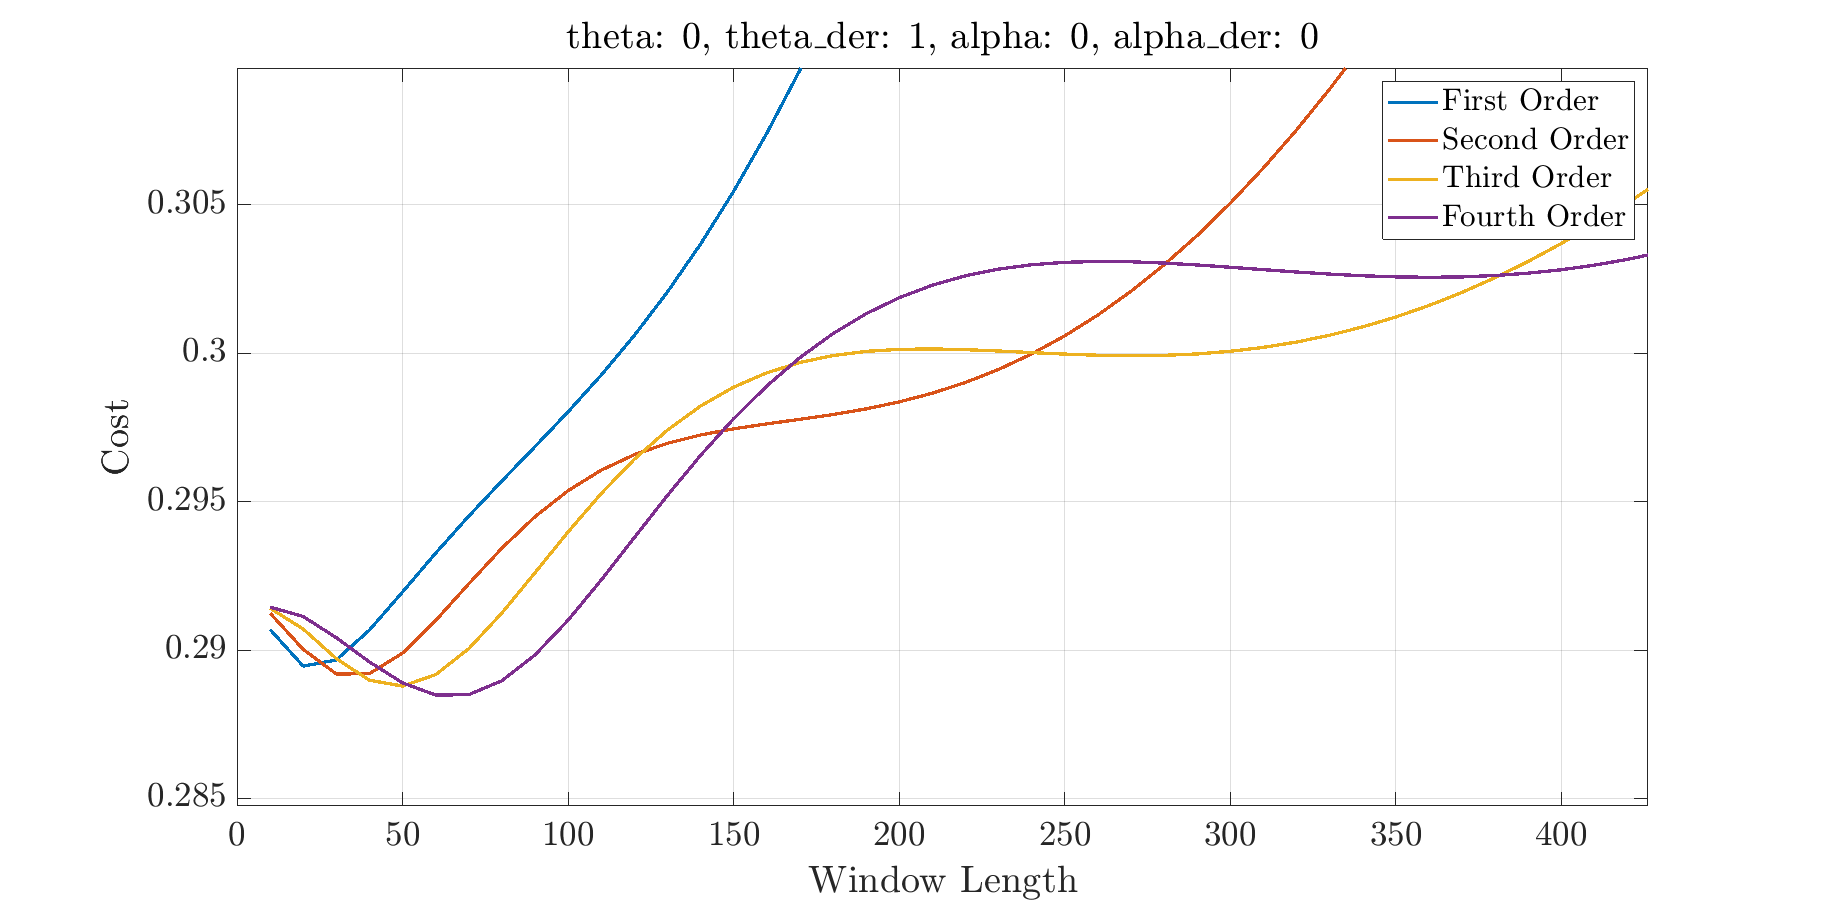 theta: 0, theta_der: 1, alpha: 0, alpha_der: 0
First Order
Second Order
Third Order
Fourth Order
0.305
0.3
0.295
0.29
0.285
Cost
0 50 100 150 200 250 300 350 400
Window Length